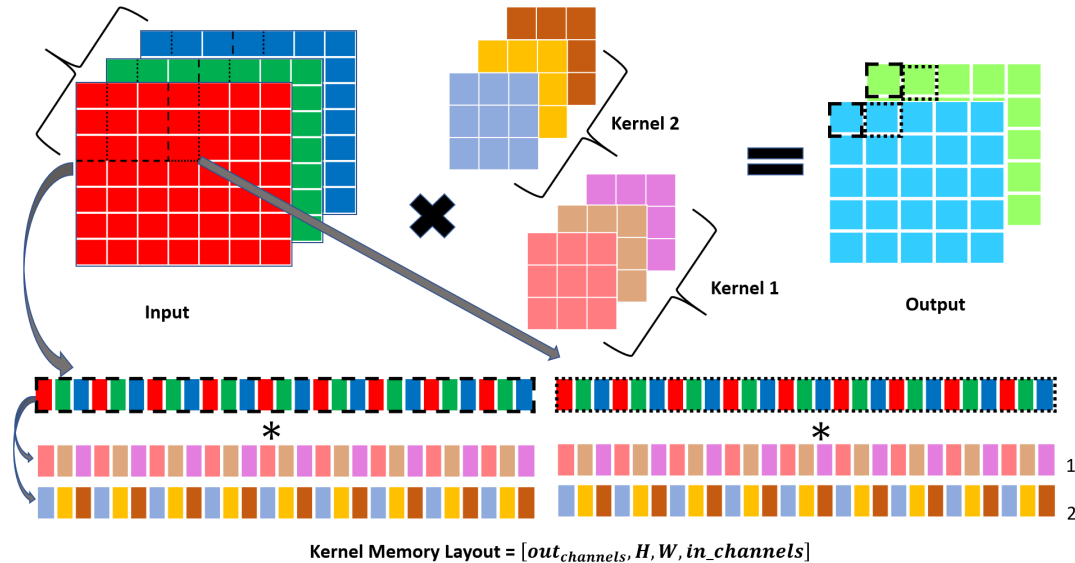 Kernel 2
Kernel 1
Input
Output
*
*
1
2
Kernel Memory Layout = [out_channels, H, W, in_channels]